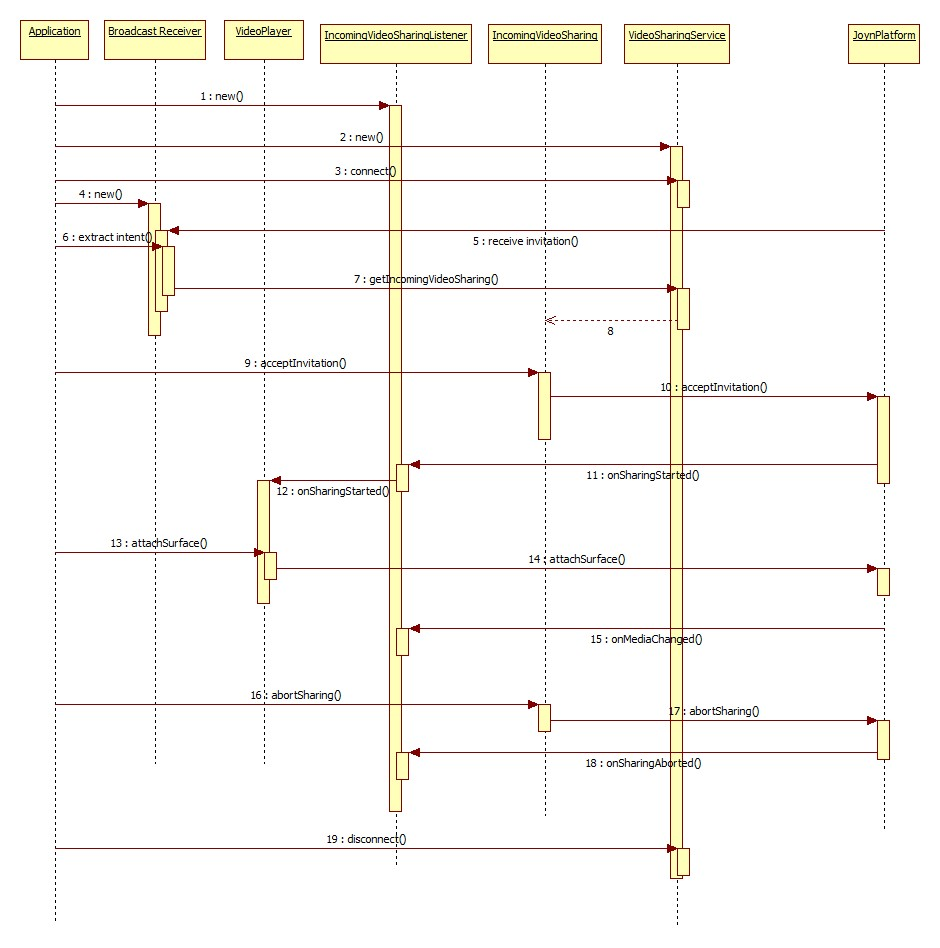 Application
Broadcast Receiver
VideoPlayer
IncomingVideoSharingListener
IncomingVideoSharing
VideoSharingService
JoynPlatform
1 : new()
2 : new()
3 : connect()
4 : new()
5 : receive invitation()
6 : extract intent()
7 : getIncomingVideoSharing()
8
9 : acceptInvitation()
10 : acceptInvitation()
11 : onSharingStarted()
12 : onSharingStarted()
13 : attachSurface()
14 : attachSurface()
15 : onMediaChanged()
16 : abortSharing()
17 : abortSharing()
18 : onSharingAborted()
19 : disconnect()